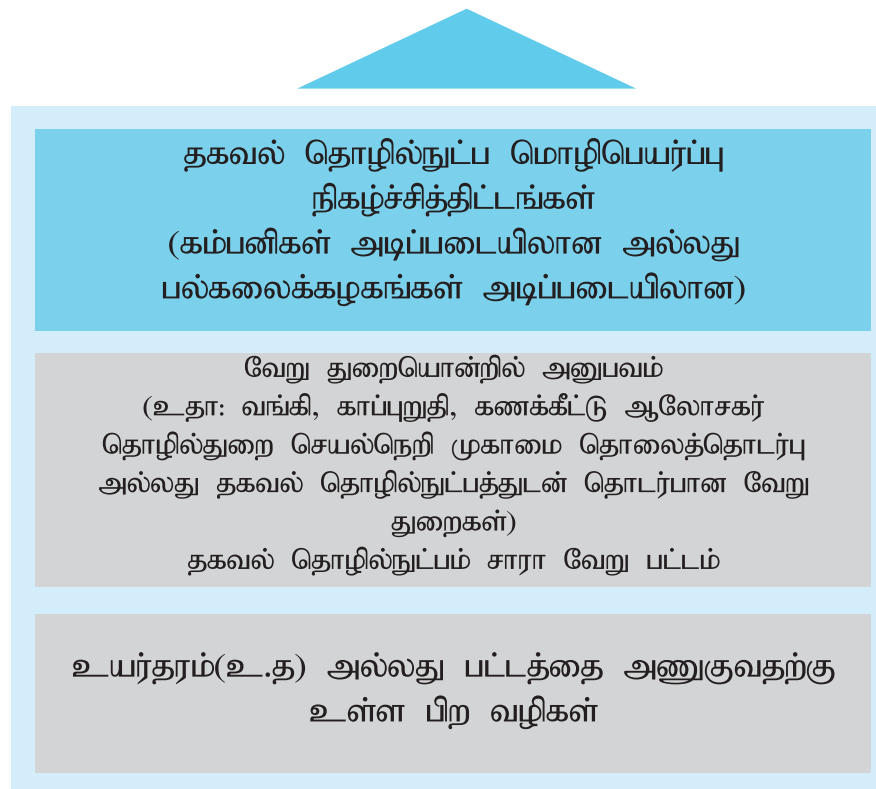 தகவல் தொழில்நுட்ப மொழிபெயர்ப்பு
நிகழ்ச்சித்திட்டங்கள்
(கம்பனிகள் அடிப்படையிலான அல்லது
பல்கலைக்கழகங்கள் அடிப்படையிலான)
வேறு துறையொன்றில் அனுபவம்
(உதா: வங்கி, காப்புறுதி, கணக்கீட்டு ஆலோசகர்
தொழில்துறை செயல்நெறி முகாமை தொலைத்தொடர்பு
அல்லது தகவல் தொழில்நுட்பத்துடன் தொடர்பான வேறு
துறைகள்)
தகவல் தொழில்நுட்பம் சாரா வேறு பட்டம்
உயர்தரம்(உ.த) அல்லது பட்டத்தை அணுகுவதற்கு
உள்ள பிற வழிகள்